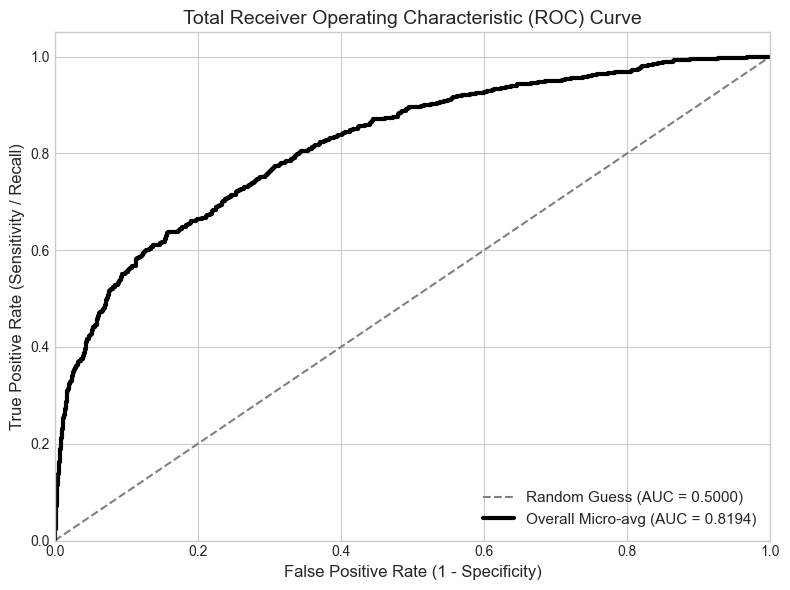 Total Receiver Operating Characteristic (ROC) Curve
True Positive Rate (Sensitivity / Recall)
1.0
0.8
0.6
0.4
0.2
0.0
Random Guess (AUC = 0.5000)
Overall Micro-avg (AUC = 0.8194)
0.0 0.2 0.4 0.6 0.8 1.0
False Positive Rate (1 - Specificity)